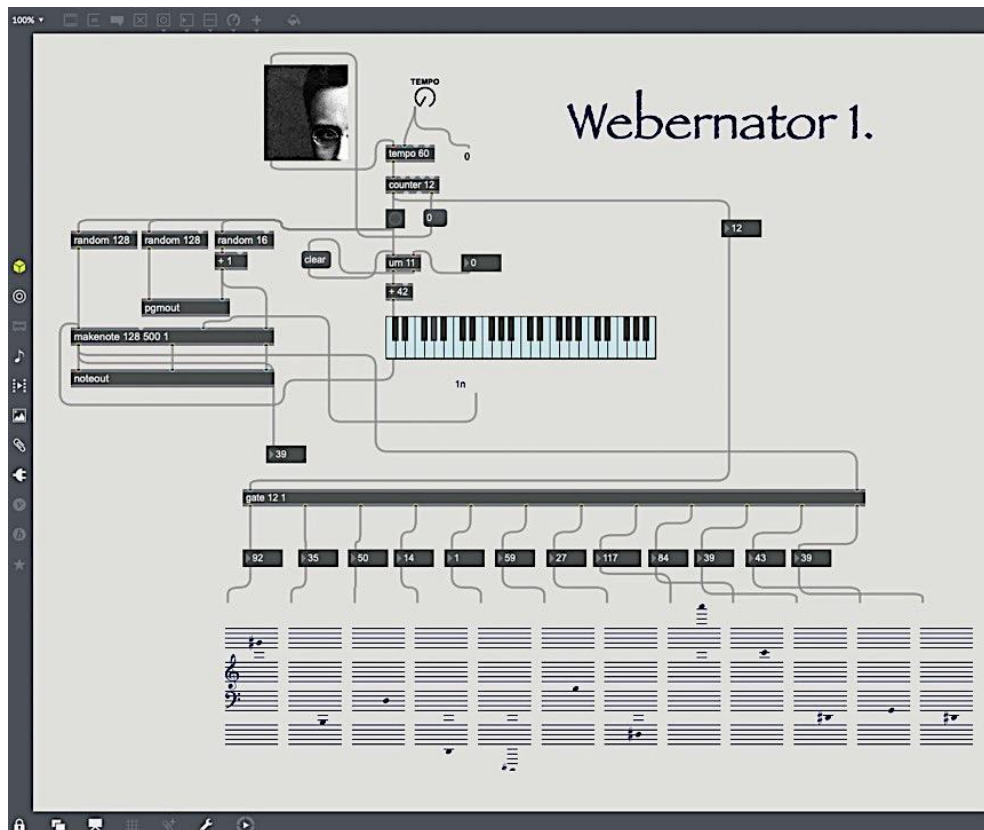 100%
TEMPO
Webernator 1.
tempo 60
0
counter 12
0
12
random 128
random 128
random 16
+ 1
clear
um 11
0
+ 42
pgmout
makenote 128 500 1
noteout
1n
39
gate 12 1
92
35
50
14
1
59
27
117
84
39
43
39